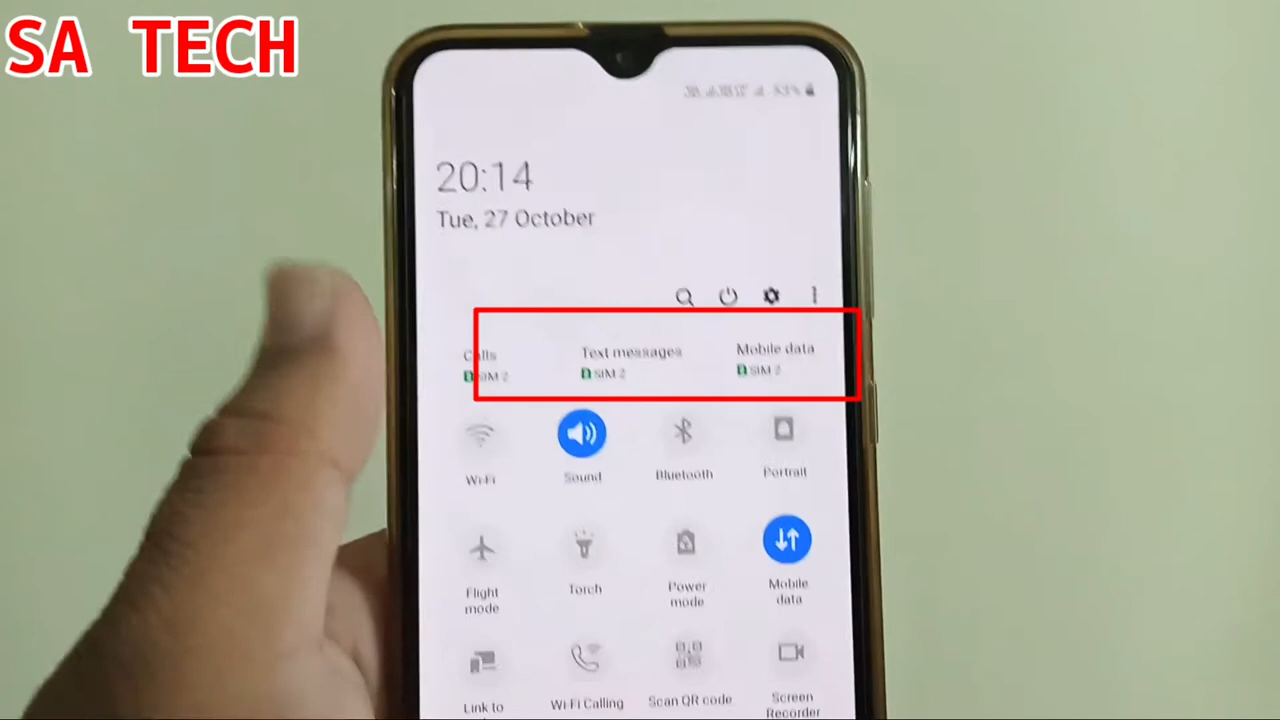 SA TECH
20:14
Tue, 27 October
Calls Text messages Mobile data
SIM 2 SIM 2 SIM 2
Wi-Fi Sound Bluetooth Portrait
Flight mode Torch Power mode Mobile data
Link to Wi-Fi Calling Scan QR code Screen Recorder